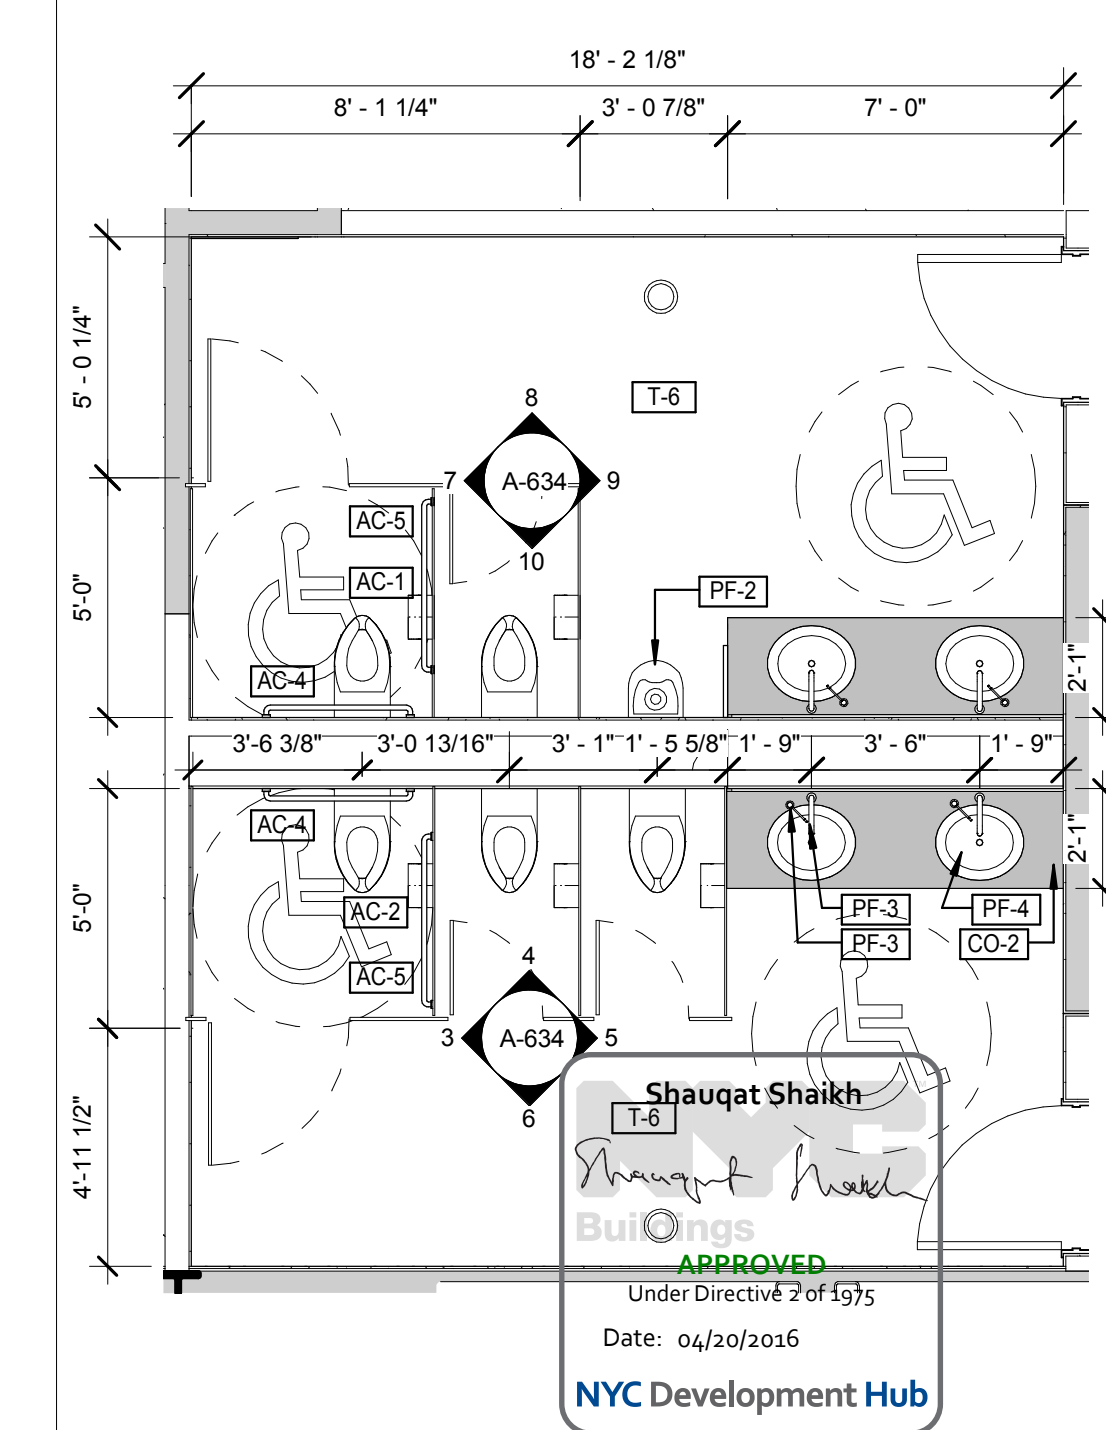 18' - 2 1/8"
8' - 1 1/4"
3' - 0 7/8"
7' - 0"
5' - 0 1/4"
T-6
8
7
A-634
9
10
AC-5
AC-1
PF-2
5'-0"
AC-4
2'-1"
3'-6 3/8"
3'-0 13/16"
3' - 1"
1' - 5 5/8"
1' - 9"
3' - 6"
1' - 9"
AC-4
2'-1"
5'-0"
AC-2
PF-3
PF-4
PF-3
CO-2
AC-5
4
3
A-634
5
6
4'-11 1/2"
Shauqat Shaikh
T-6
NYC
TM
Shauqat Shaikh
Buildings
APPROVED
Under Directive 2 of 1975
Date: 04/20/2016
NYC Development Hub